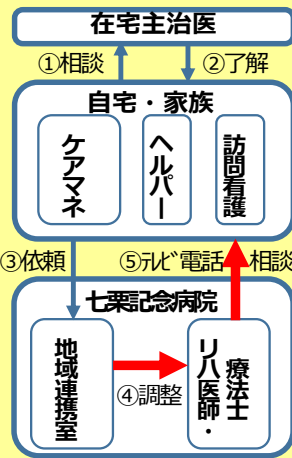 在宅主治医
①相談
②了解
自宅・家族
ケアマネ
ヘルパー
訪問看護
③依頼
⑤ﾃﾚﾋﾞ電話 相談
七栗記念病院
地域連携室
④調整
リハ医師・
療法士